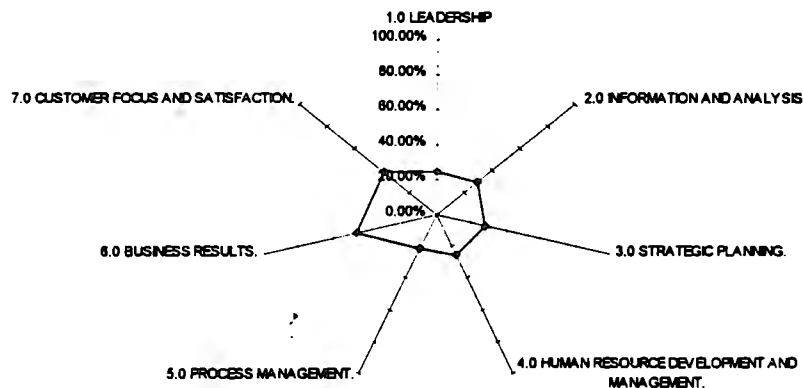 1.0 LEADERSHIP
100.00%
80.00%
7.0 CUSTOMER FOCUS AND SATISFACTION.
2.0 INFORMATION AND ANALYSIS
60.00%
40.00%
20.00%
0.00%
6.0 BUSINESS RESULTS.
3.0 STRATEGIC PLANNING.
5.0 PROCESS MANAGEMENT.
4.0 HUMAN RESOURCE DEVELOPMENT AND
MANAGEMENT.